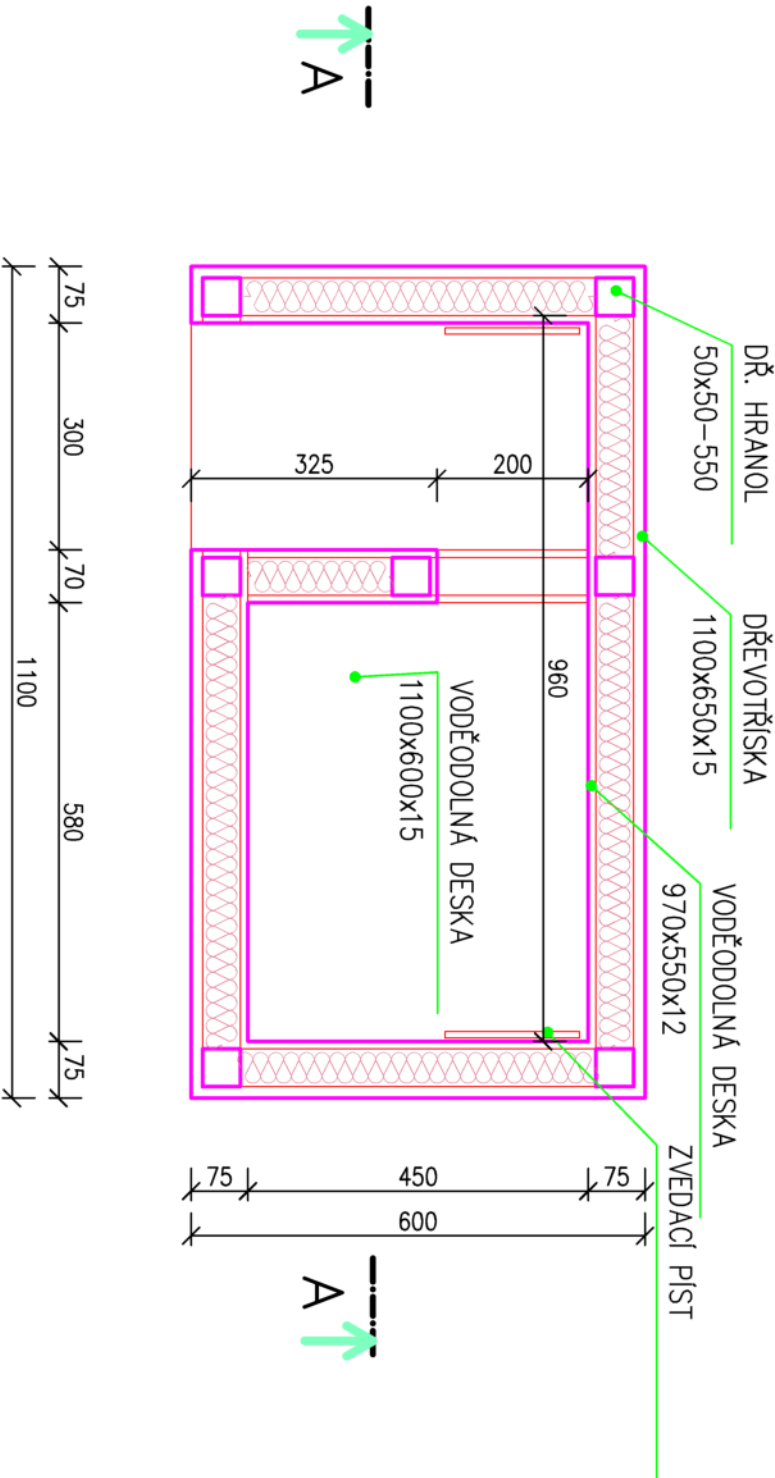 DŘ. HRANOL
50x50-550
DŘEVOTŘÍSKA
1100x650x15
VODĚODOLNÁ DESKA
970x550x12
ZVEDACÍ PÍST
VODĚODOLNÁ DESKA
1100x600x15
960
325
200
75
300
70
580
75
1100
75
450
75
600
A
A